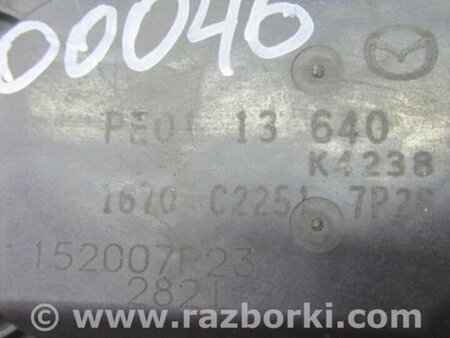 00046
PE01 13 640
K4238
1670 C2251 7P28
152007P23
2821
www.razborki.com